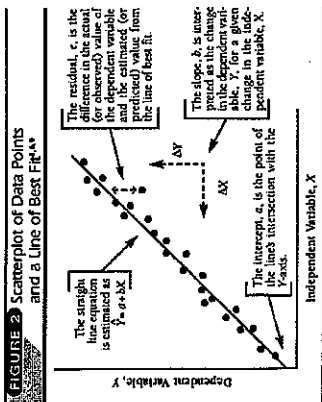 FIGURE 2 Scatterplot of Data Points
and a Line of Best Fit
The straight
line equation
is estimated as
Ŷ = a + bX
The residual, e, is the
difference in the actual
(or observed) value of
the dependent variable
and the estimated (or
predicted) value from
the line of best fit.
ΔY
ΔX
The slope, b, is inter-
preted as the change
in the dependent vari-
able, Y, for a given
change in the inde-
pendent variable, X.
The intercept, a, is the point of
the line's intersection with the
Y-axis.
Dependent Variable, Y
Independent Variable, X